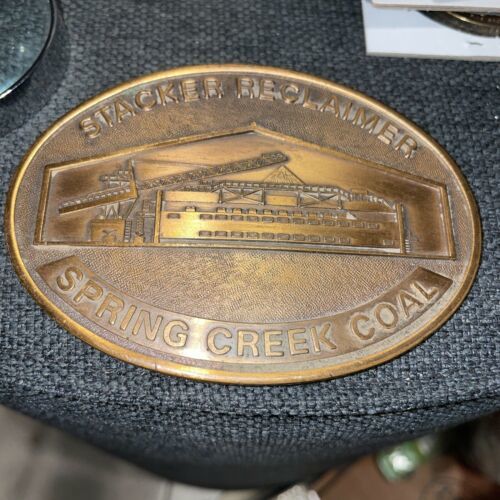 STACKER RECLAIMER
SPRING CREEK COAL